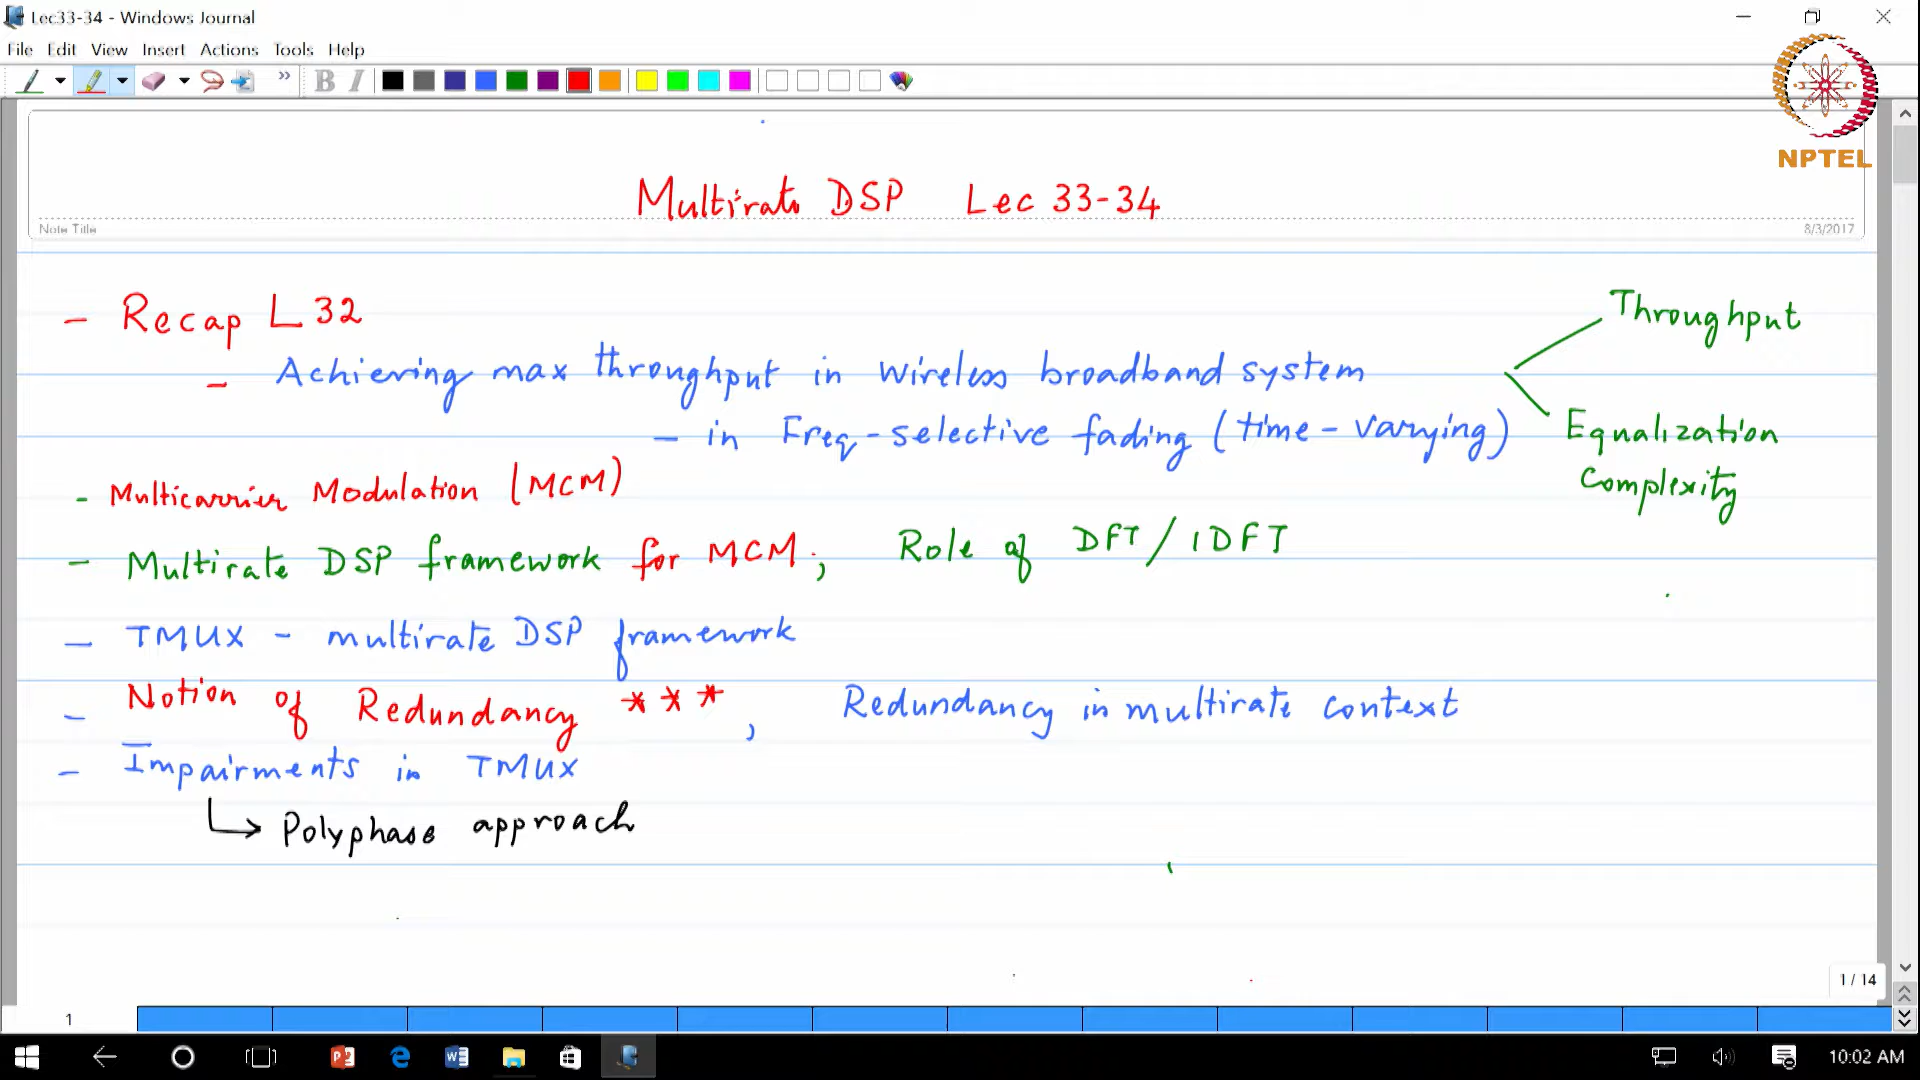 Lec33-34 - Windows Journal
File Edit View Insert Actions Tools Help
B I
NPTEL
Multirate DSP Lec 33-34
Note Title
8/3/2017
- Recap L32
- Achieving max throughput in wireless broadband system
- in Freq-selective fading (time-varying)
Throughput
Equalization
Complexity
- Multicarrier Modulation (MCM)
- Multirate DSP framework for MCM; Role of DFT/IDFT
- TMUX - multirate DSP framework
- Notion of Redundancy ***, Redundancy in multirate context
- Impairments in TMUX
↳ Polyphase approach
1 / 14
1
10:02 AM